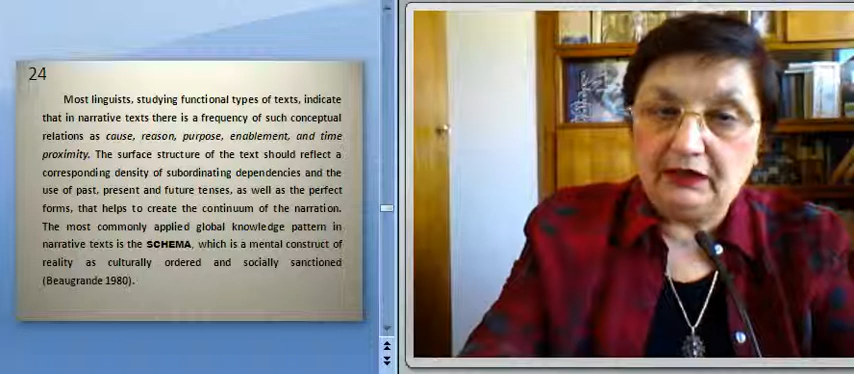 24
Most linguists, studying functional types of texts, indicate
that in narrative texts there is a frequency of such conceptual
relations as cause, reason, purpose, enablement, and time
proximity. The surface structure of the text should reflect a
corresponding density of subordinating dependencies and the
use of past, present and future tenses, as well as the perfect
forms, that helps to create the continuum of the narration.
The most commonly applied global knowledge pattern in
narrative texts is the SCHEMA, which is a mental construct of
reality as culturally ordered and socially sanctioned
(Beaugrande 1980).